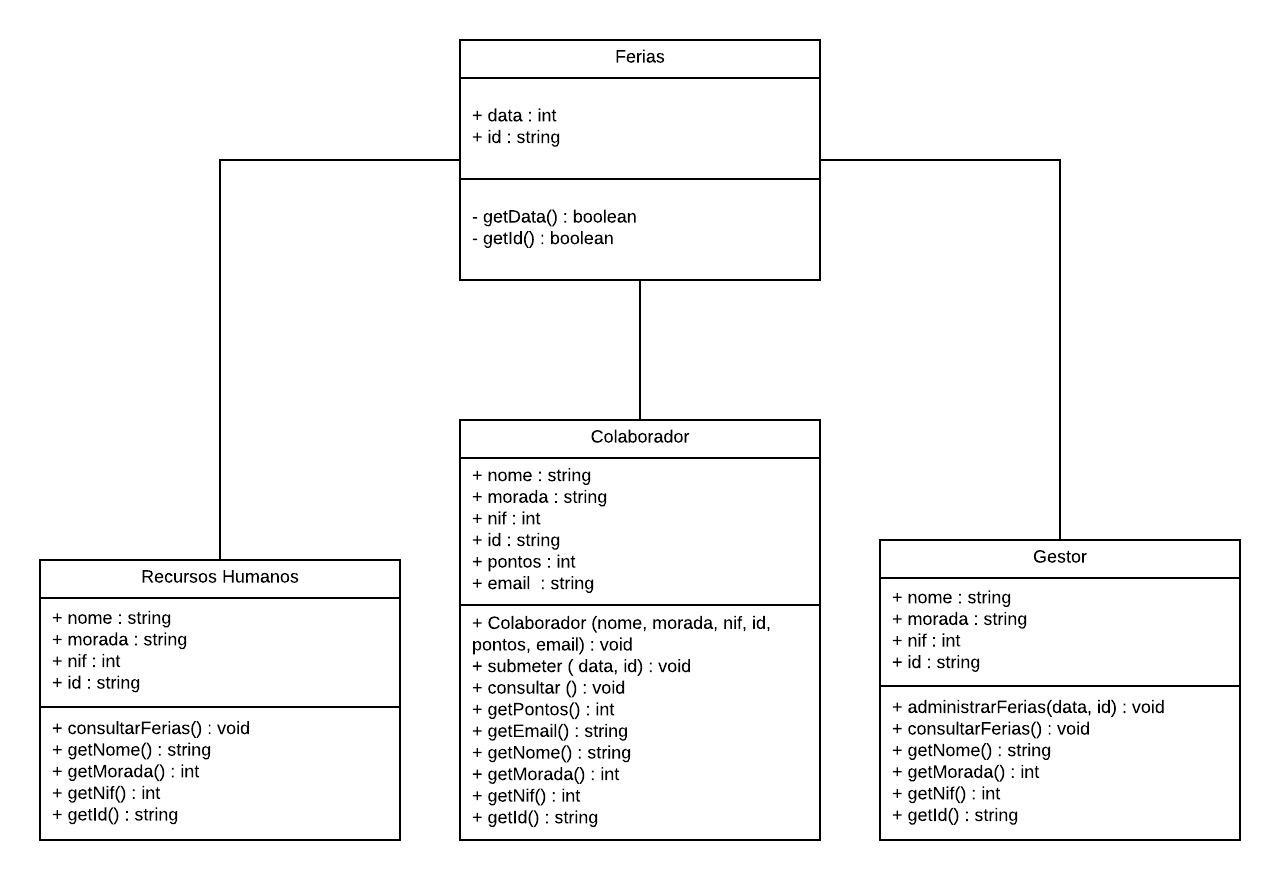 Ferias
+ data : int
+ id : string
- getData() : boolean
- getId() : boolean
Colaborador
+ nome : string
+ morada : string
+ nif : int
+ id : string
+ pontos : int
+ email  : string
+ Colaborador (nome, morada, nif, id,
pontos, email) : void
+ submeter ( data, id) : void
+ consultar () : void
+ getPontos() : int
+ getEmail() : string
+ getNome() : string
+ getMorada() : int
+ getNif() : int
+ getId() : string
Recursos Humanos
+ nome : string
+ morada : string
+ nif : int
+ id : string
+ consultarFerias() : void
+ getNome() : string
+ getMorada() : int
+ getNif() : int
+ getId() : string
Gestor
+ nome : string
+ morada : string
+ nif : int
+ id : string
+ administrarFerias(data, id) : void
+ consultarFerias() : void
+ getNome() : string
+ getMorada() : int
+ getNif() : int
+ getId() : string